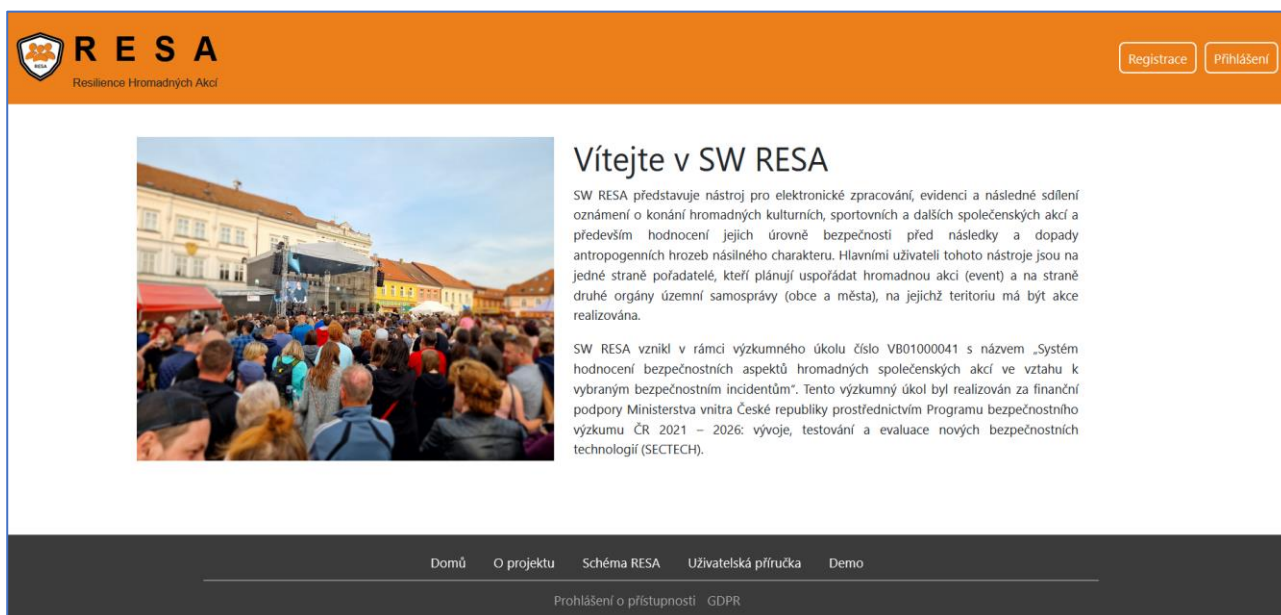 RESA
R E S A
Resilience Hromadných Akcí
Registrace
Přihlášení
Vítejte v SW RESA
SW RESA představuje nástroj pro elektronické zpracování, evidenci a následné sdílení
oznámení o konání hromadných kulturních, sportovních a dalších společenských akcí a
především hodnocení jejich úrovně bezpečnosti před následky a dopady
antropogenních hrozeb násilného charakteru. Hlavními uživateli tohoto nástroje jsou na
jedné straně pořadatelé, kteří plánují uspořádat hromadnou akci (event) a na straně
druhé orgány územní samosprávy (obce a města), na jejichž teritoriu má být akce
realizována.
SW RESA vznikl v rámci výzkumného úkolu číslo VB01000041 s názvem „Systém
hodnocení bezpečnostních aspektů hromadných společenských akcí ve vztahu k
vybraným bezpečnostním incidentům“. Tento výzkumný úkol byl realizován za finanční
podpory Ministerstva vnitra České republiky prostřednictvím Programu bezpečnostního
výzkumu ČR 2021 – 2026: vývoje, testování a evaluace nových bezpečnostních
technologií (SECTECH).
Domů O projektu Schéma RESA Uživatelská příručka Demo
Prohlášení o přístupnosti GDPR